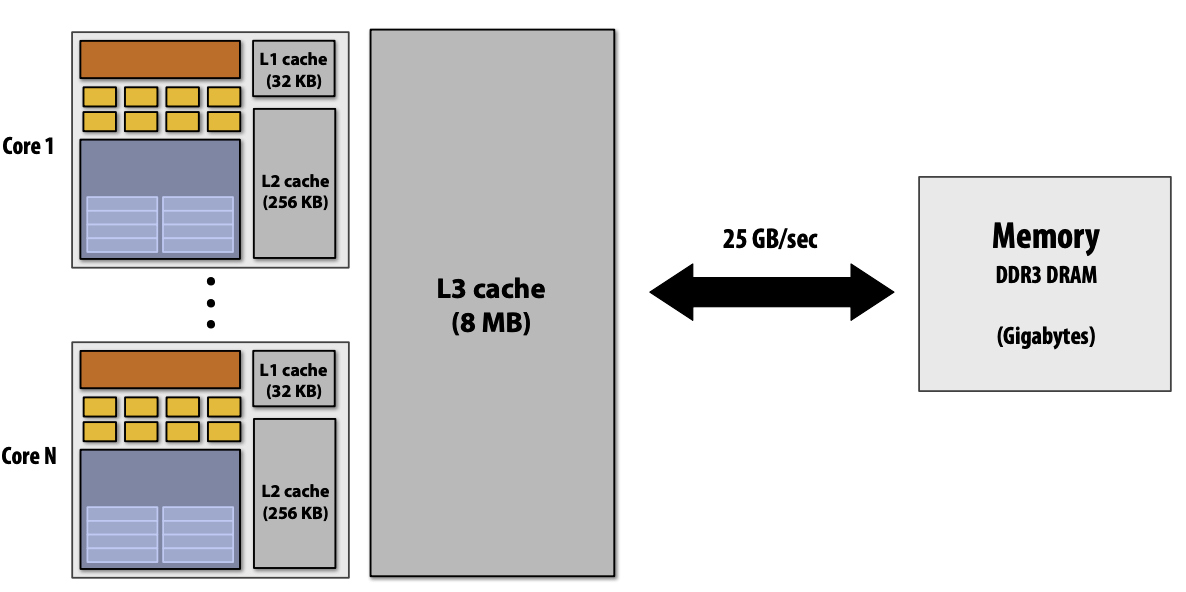 Core 1
L1 cache
(32 KB)
L2 cache
(256 KB)
Core N
L1 cache
(32 KB)
L2 cache
(256 KB)
L3 cache
(8 MB)
25 GB/sec
Memory
DDR3 DRAM
(Gigabytes)